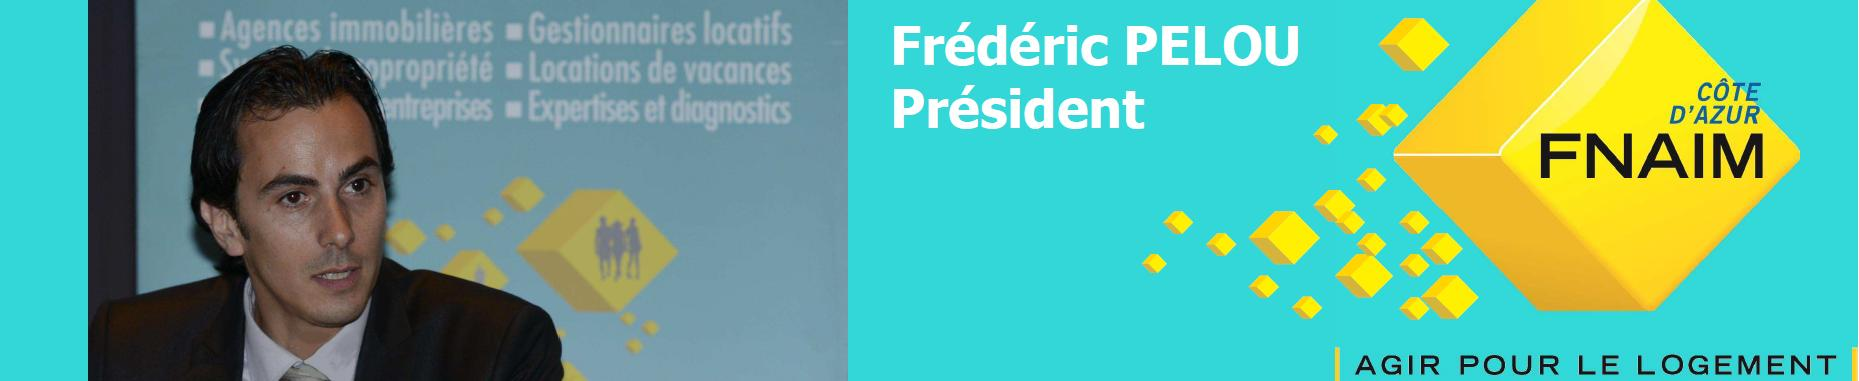 Agences immobilières ■ Gestionnaires locatifs
opropriété ■ Locations de vacances
entreprises ■ Expertises et diagnostics
Frédéric PELOU
Président
CÔTE
D'AZUR
FNAIM
AGIR POUR LE LOGEMENT